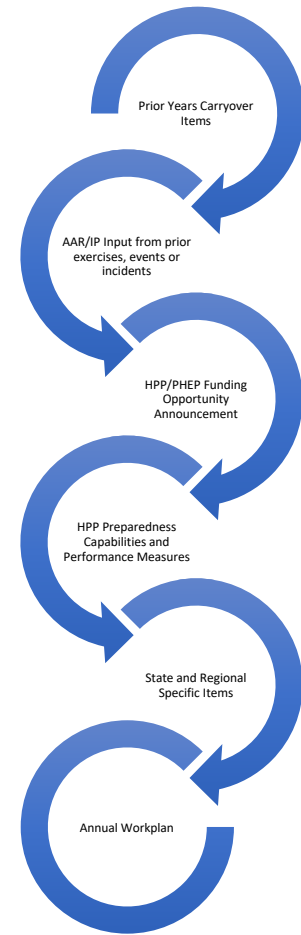 Prior Years Carryover
Items
AAR/IP Input from prior
exercises, events or
incidents
HPP/PHEP Funding
Opportunity
Announcement
HPP Preparedness
Capabilities and
Performance Measures
State and Regional
Specific Items
Annual Workplan